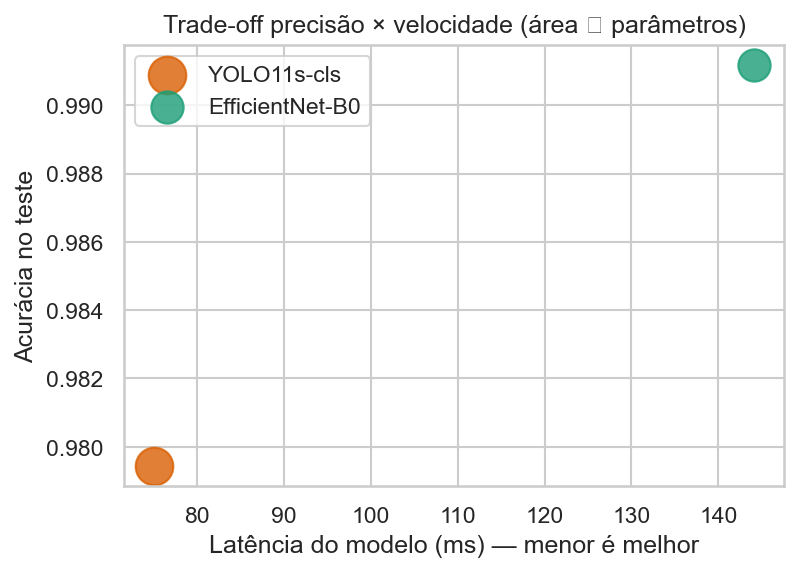 Trade-off precisão × velocidade (área □ parâmetros)
YOLO11s-cls
EfficientNet-B0
Acurácia no teste
0.990
0.988
0.986
0.984
0.982
0.980
80 90 100 110 120 130 140
Latência do modelo (ms) — menor é melhor